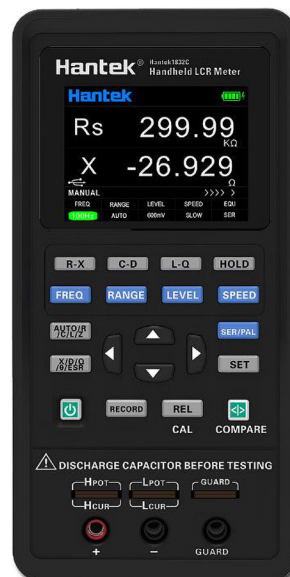 Hantek® Hantek1832C
Handheld LCR Meter
Hantek
Rs 299.99
KΩ
X -26.929
Ω
MANUAL >>>> >
FREQ RANGE LEVEL SPEED EQU
100Hz AUTO 600mV SLOW SER
R-X C-D L-Q HOLD
FREQ RANGE LEVEL SPEED
AUTO/R
/C/L/Z
SER/PAL
X/D/Q
/θ/ESR
SET
RECORD REL
CAL COMPARE
DISCHARGE CAPACITOR BEFORE TESTING
HPOT LPOT GUARD
HCUR LCUR
+ − GUARD